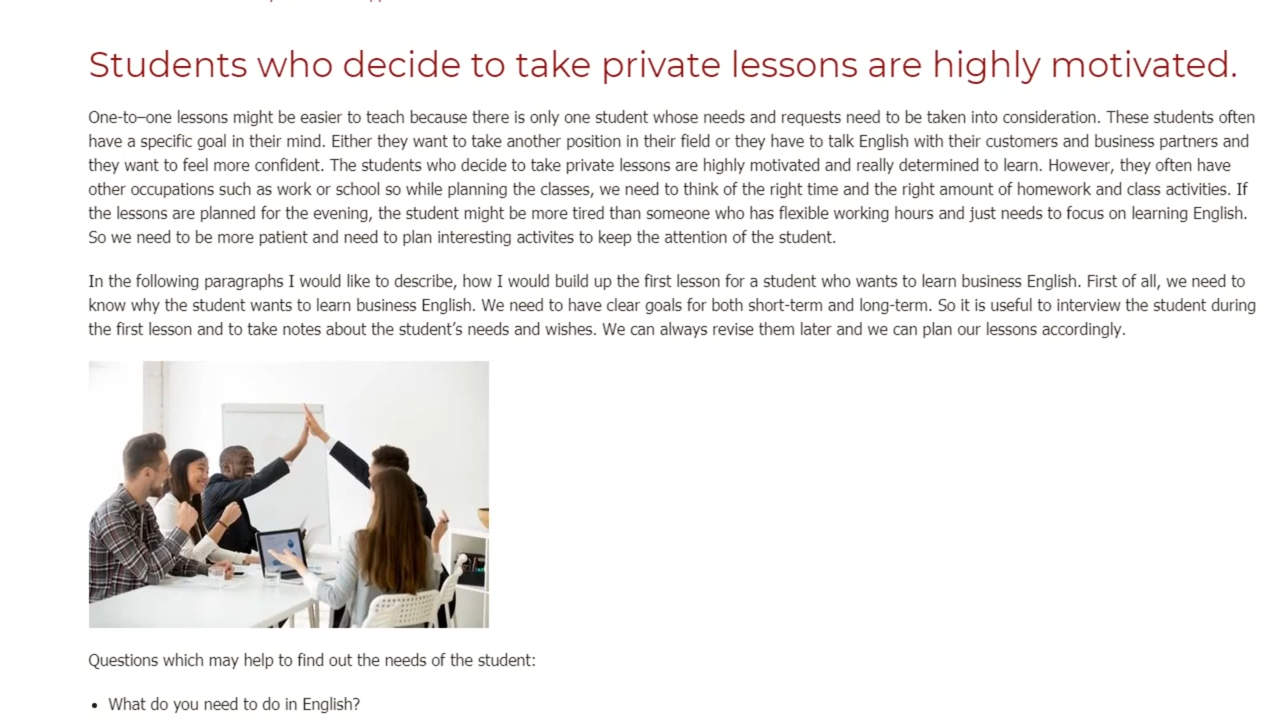 Students who decide to take private lessons are highly motivated.
One-to–one lessons might be easier to teach because there is only one student whose needs and requests need to be taken into consideration. These students often
have a specific goal in their mind. Either they want to take another position in their field or they have to talk English with their customers and business partners and
they want to feel more confident. The students who decide to take private lessons are highly motivated and really determined to learn. However, they often have
other occupations such as work or school so while planning the classes, we need to think of the right time and the right amount of homework and class activities. If
the lessons are planned for the evening, the student might be more tired than someone who has flexible working hours and just needs to focus on learning English.
So we need to be more patient and need to plan interesting activites to keep the attention of the student.
In the following paragraphs I would like to describe, how I would build up the first lesson for a student who wants to learn business English. First of all, we need to
know why the student wants to learn business English. We need to have clear goals for both short-term and long-term. So it is useful to interview the student during
the first lesson and to take notes about the student’s needs and wishes. We can always revise them later and we can plan our lessons accordingly.
Questions which may help to find out the needs of the student:
• What do you need to do in English?